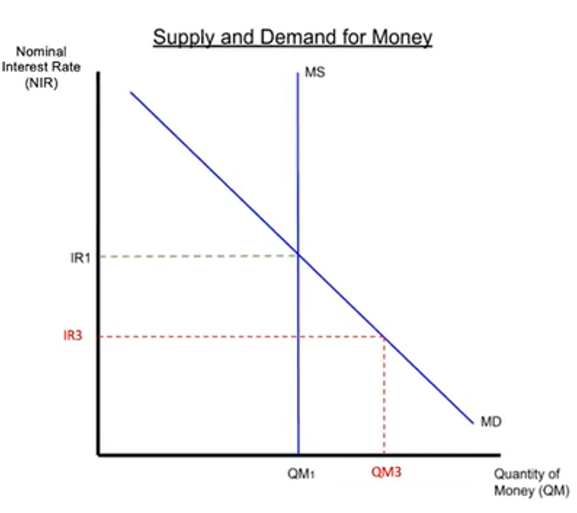 Supply and Demand for Money
Nominal
Interest Rate
(NIR)
MS
IR1
IR3
MD
QM1
QM3
Quantity of
Money (QM)